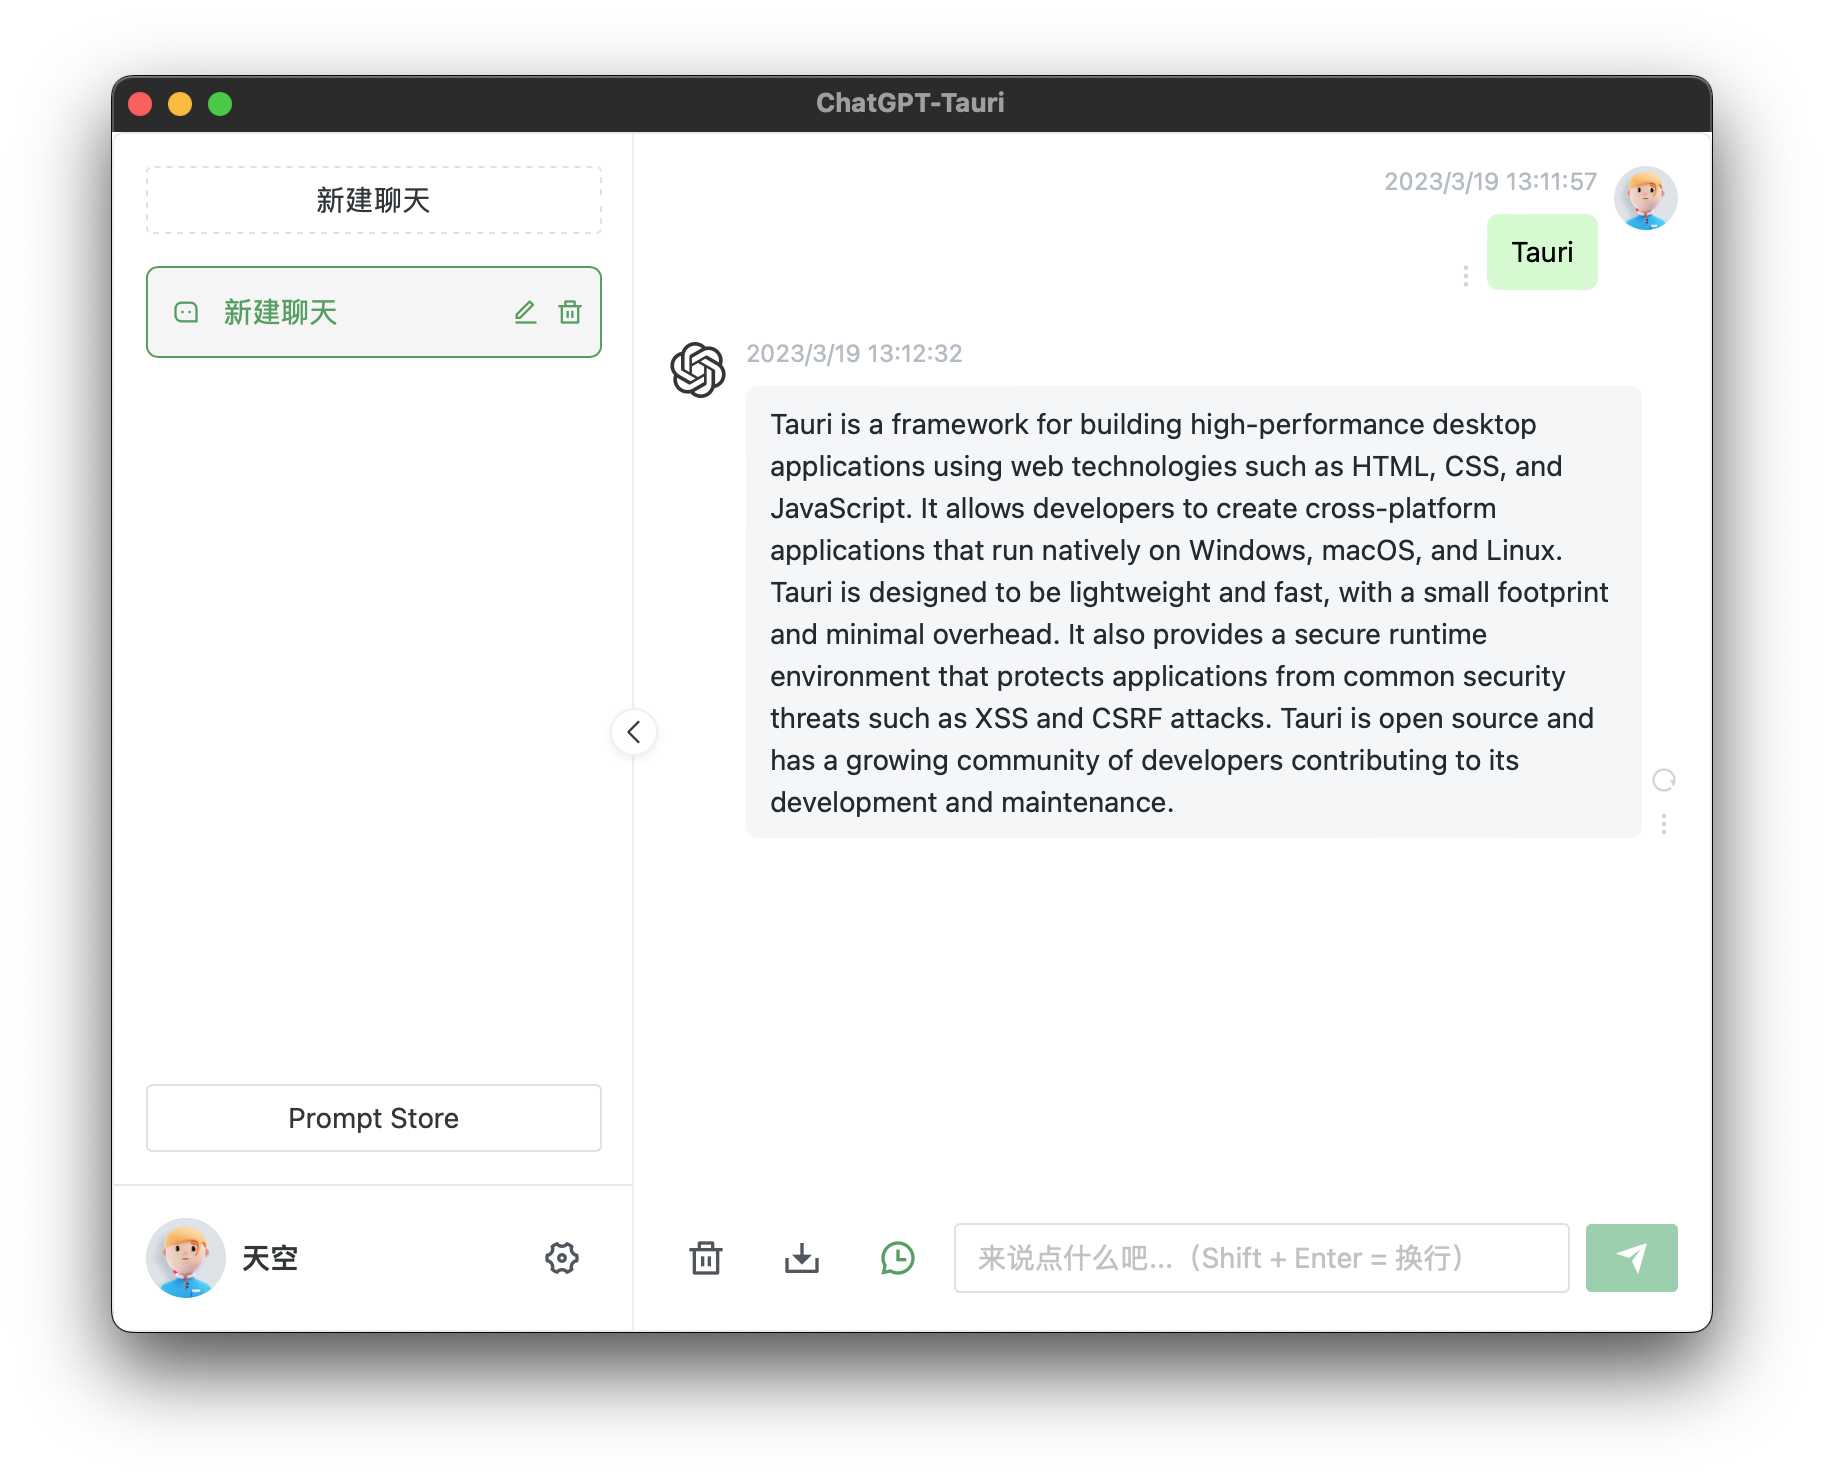 ChatGPT-Tauri
新建聊天
新建聊天
Prompt Store
天空
2023/3/19 13:11:57
Tauri
2023/3/19 13:12:32
Tauri is a framework for building high-performance desktop
applications using web technologies such as HTML, CSS, and
JavaScript. It allows developers to create cross-platform
applications that run natively on Windows, macOS, and Linux.
Tauri is designed to be lightweight and fast, with a small footprint
and minimal overhead. It also provides a secure runtime
environment that protects applications from common security
threats such as XSS and CSRF attacks. Tauri is open source and
has a growing community of developers contributing to its
development and maintenance.
来说点什么吧...（Shift + Enter = 换行）